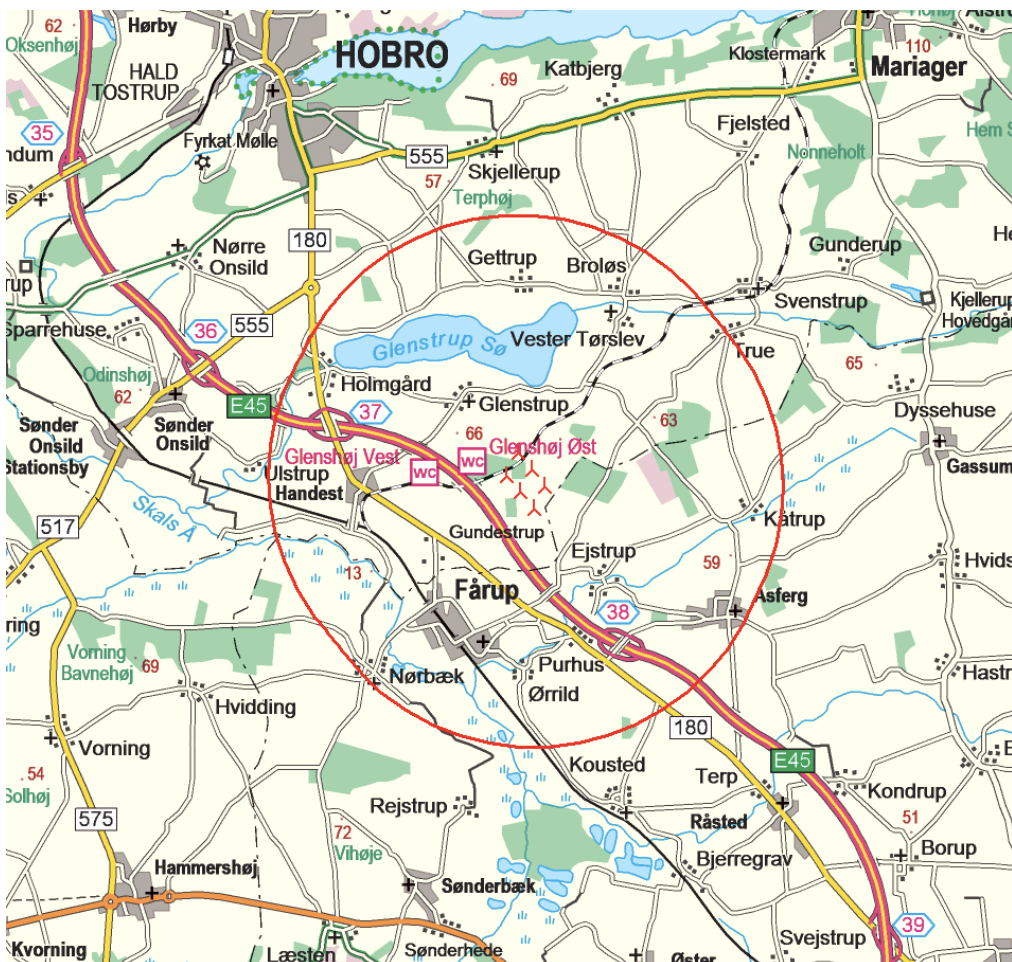 62
Hørby
Oksenhøj
HOBRO
HALD
TOSTRUP
69
Katbjerg
Klostermark
110
Mariager
35
Fyrkat Mølle
555
Skjellerup
57
Terphøj
Fjelsted
Nonneholt
Hem
Nørre
Onsild
180
Gettrup
Broløs
Gunderup
Svenstrup
Kjellerup
Hovedgår
Sparrehuse
36
555
Glenstrup Sø
Vester Tørslev
True
65
Odinshøj
62
Holmgård
E45
37
Glenstrup
63
Dyssehuse
Sønder
Onsild
Stationsby
Sønder
Onsild
66
Glenshøj Vest
WC
WC
Glenshøj Øst
Gassum
Ulstrup
Handest
Skals Å
517
Gundestrup
Kåtrup
Ejstrup
59
Hvids
13
Fårup
38
Asferg
Vorning
Bavnehøj
69
Purhus
Nørbæk
Ørrild
Hastr
Hvidding
Vorning
180
54
Solhøj
E45
Kousted
Terp
Kondrup
575
Rejstrup
72
Vihøje
Råsted
51
Bjerregrav
Borup
Hammershøj
Sønderbæk
39
Kvorning
Læsten
Sønderhede
Svejstrup
Øster